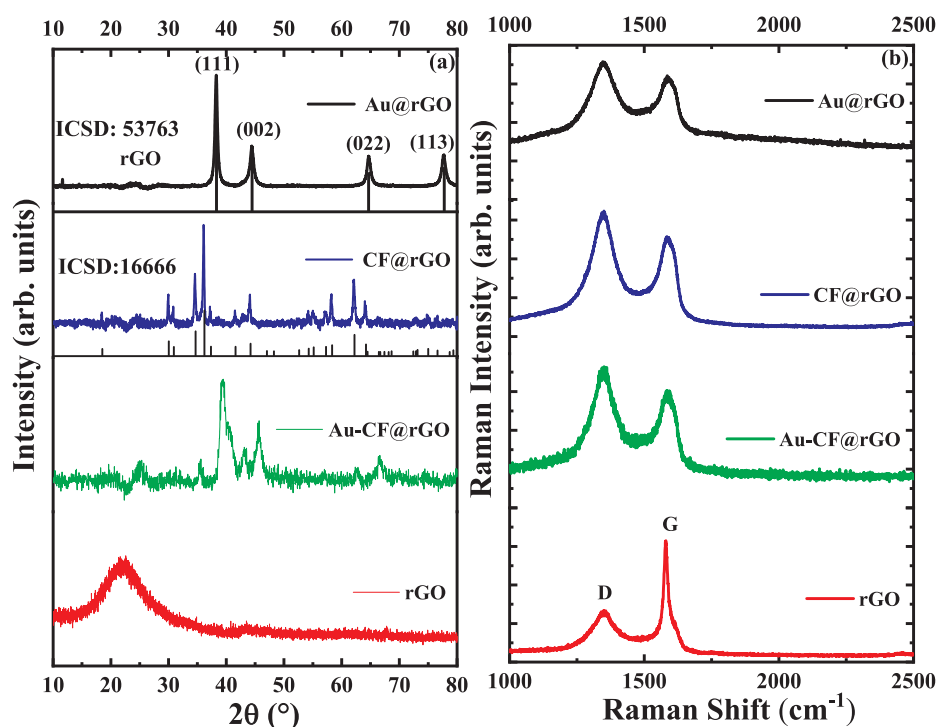 10 20 30 40 50 60 70 80
(a)
(111)
Au@rGO
ICSD: 53763
rGO
(002)
(022)
(113)
ICSD:16666
CF@rGO
Au-CF@rGO
rGO
10 20 30 40 50 60 70 80
2θ (°)
Intensity (arb. units)
1000 1500 2000 2500
(b)
Au@rGO
CF@rGO
Au-CF@rGO
G
D
rGO
1000 1500 2000 2500
Raman Shift (cm⁻¹)
Raman Intensity (arb. units)